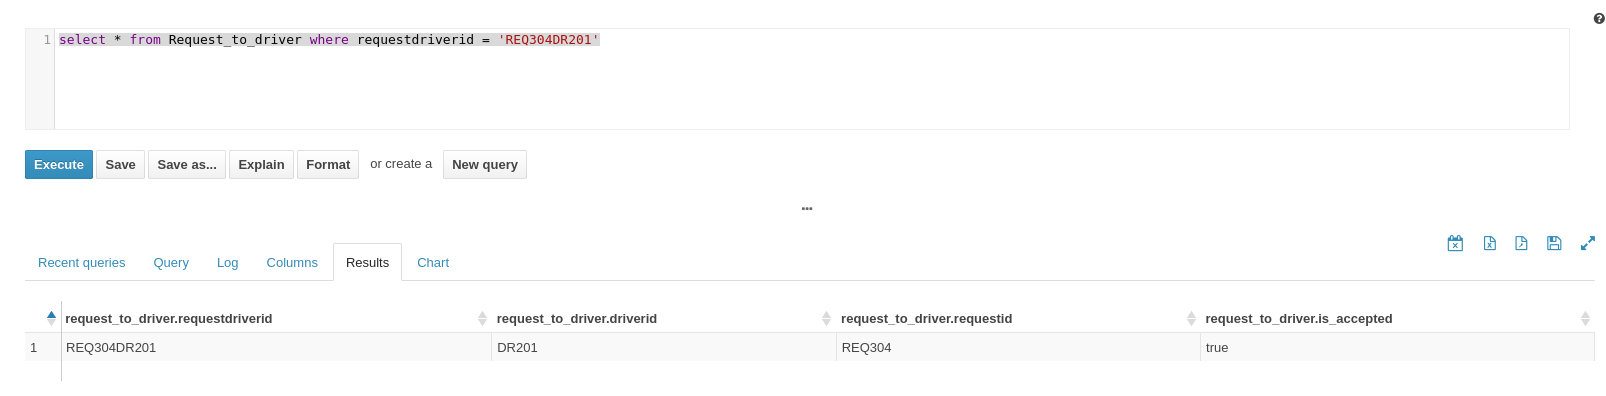 1 select * from Request_to_driver where requestdriverid = 'REQ304DR201'
Execute Save Save as... Explain Format or create a New query
...
Recent queries Query Log Columns Results Chart
request_to_driver.requestdriverid request_to_driver.driverid request_to_driver.requestid request_to_driver.is_accepted
1 REQ304DR201 DR201 REQ304 true